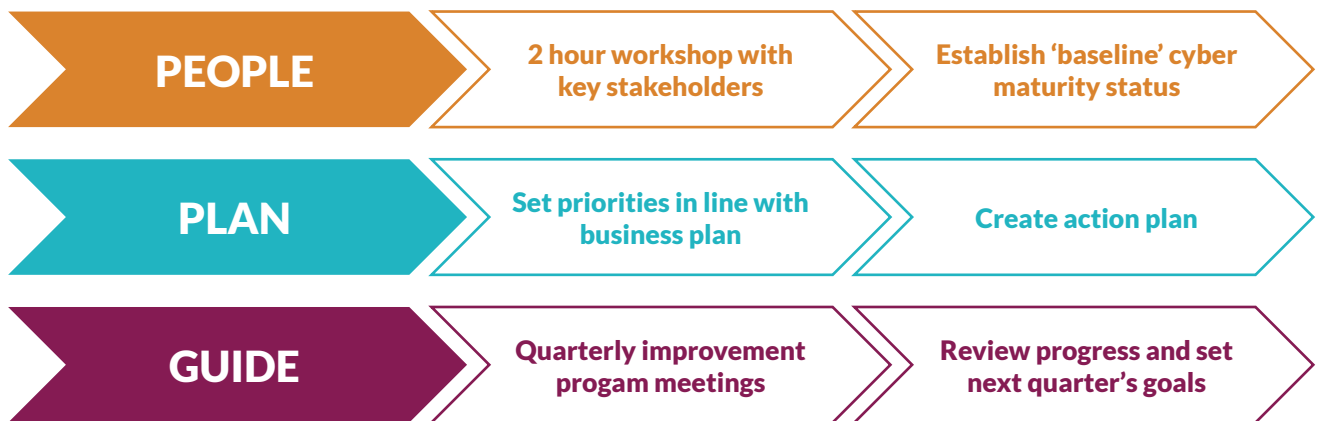 PEOPLE
2 hour workshop with
key stakeholders
Establish ‘baseline’ cyber
maturity status
PLAN
Set priorities in line with
business plan
Create action plan
GUIDE
Quarterly improvement
progam meetings
Review progress and set
next quarter’s goals